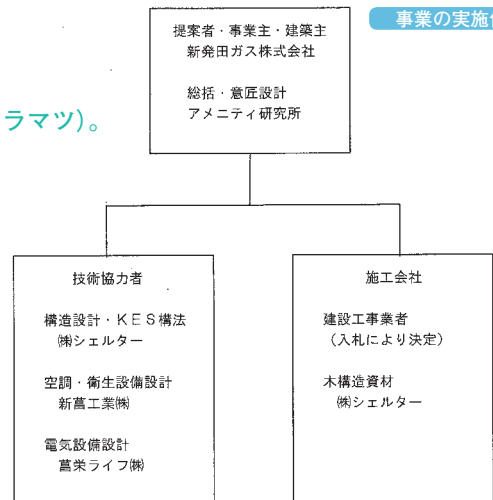 提案者・事業主・建築主
新発田ガス株式会社
総括・意匠設計
アメニティ研究所
事業の実施
ラマツ）。
技術協力者
構造設計・KES構法
㈱シェルター
空調・衛生設備設計
新菖工業㈱
電気設備設計
菖栄ライフ㈱
施工会社
建設工事業者
（入札により決定）
木構造資材
㈱シェルター